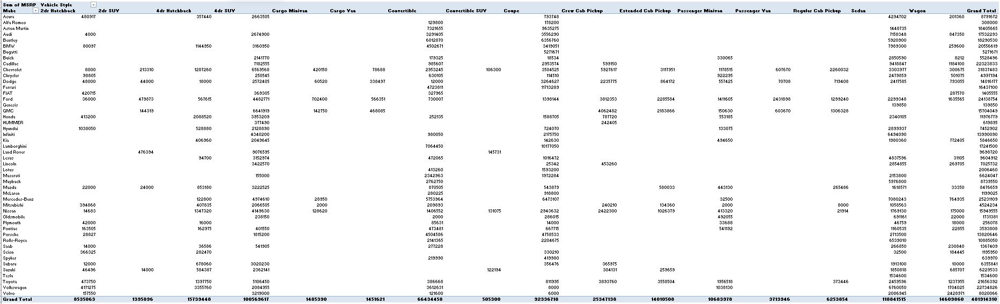 Sum of MSRP Vehicle Style
Make 2dr Hatchback 2dr SUV 4dr Hatchback 4dr SUV Cargo Minivan Cargo Van Convertible Convertible SUV Coupe Crew Cab Pickup Extended Cab Pickup Passenger Minivan Passenger Van Regular Cab Pickup Sedan Wagon Grand Total
Acura 480917 357440 2663505 793748 4294702 201360 8791672
Alfa Romeo 129800 178200 308000
Aston Martin 7321655 9635275 1448735 18405665
Audi 4000 2674900 3291405 3556290 7158348 847350 17532293
Bentley 6012870 6356760 5920900 18290530
BMW 80097 1144950 3160950 4502671 3419051 7989300 259600 20556619
Bugatti 5271671 5271671
Buick 2141770 179325 18534 330065 2850590 8212 5528496
Cadillac 7182555 985607 2953574 599150 9418847 1184100 22323833
Chevrolet 8000 213310 1287260 6569568 420150 78688 2953245 106300 3504525 5927617 3117951 1178515 607670 2260032 3303977 300675 31837483
Chrysler 98805 250545 630105 114510 922295 2479859 501075 4997194
Dodge 48000 44000 18000 2572405 60520 338497 12000 3264627 2235775 864172 557425 70708 719408 2417585 793055 14016177
Ferrari 4723811 11713289 16437100
FIAT 420715 369305 327965 287570 1405555
Ford 36000 479873 567615 4482771 702400 566351 730007 1398144 3812353 2285584 1411605 2431898 1299240 2299348 1635565 24138754
Genesis 139850 139850
GMC 144319 6641919 142750 468085 4062482 2183866 150630 603670 1306328 15704049
Honda 413200 2088520 3953209 252135 1588705 787720 553185 2340105 11976779
HUMMER 377490 242405 619895
Hyundai 1038050 528880 2128890 724070 133075 2899937 7452902
Infiniti 4340200 980050 2175750 6494090 13990090
Kia 406960 2049645 142630 494650 1980360 772405 5846650
Lamborghini 7064450 10177050 17241500
Land Rover 476394 9076595 145731 9698720
Lexus 94700 3152974 472065 1016472 4837596 31105 9604912
Lincoln 3422570 25342 453260 2854855 269705 7025732
Lotus 413260 1593200 2006460
Maserati 155000 2342963 1972284 2153800 6624047
Maybach 2762750 5976800 8739550
Mazda 22000 24000 853180 3222525 870505 543879 580033 443130 265486 1618571 33350 8476659
McLaren 280225 918800 1199025
Mercedes-Benz 122800 4974610 28950 5753964 6473107 32500 7080243 764935 25231109
Mitsubishi 394868 407835 2066505 2000 209893 240210 134360 2000 8000 1058563 4524234
Nissan 14683 1347320 4149630 128620 1406552 131075 2943632 2422300 1026379 413320 21914 1769130 175000 15949555
Oldsmobile 238150 2000 286015 492055 691161 22000 1731381
Plymouth 42000 16000 85631 14000 33688 46759 18000 256078
Pontiac 163505 162975 401550 473481 667715 541192 1160535 22855 3593808
Porsche 28827 1815200 4504586 4758533 2713500 13820646
Rolls-Royce 2141365 2204675 6539010 10885050
Saab 14000 36586 541905 277228 266850 230840 1367409
Scion 366325 282470 330210 32500 184445 1195950
Spyker 219990 419980 639970
Subaru 12000 678060 3020230 356476 365975 1913100 10000 6355841
Suzuki 46496 14000 584387 2362141 122194 304131 259659 1850818 685707 6229533
Tesla 1534600 1534600
Toyota 473750 1397750 5106450 386668 811995 3893760 3558504 1956518 373446 2459596 1237955 21656392
Volkswagen 4171275 3355760 2084955 3612631 8000 1038130 6760050 1704025 22734826
Volvo 157550 3219000 121600 6000 2086945 2428971 8020066
Grand Total 8535063 1395896 15739448 100569617 1485390 1451621 66434458 505300 92336718 25347138 14010508 10683978 3713946 6253854 118841515 14609860 481914310